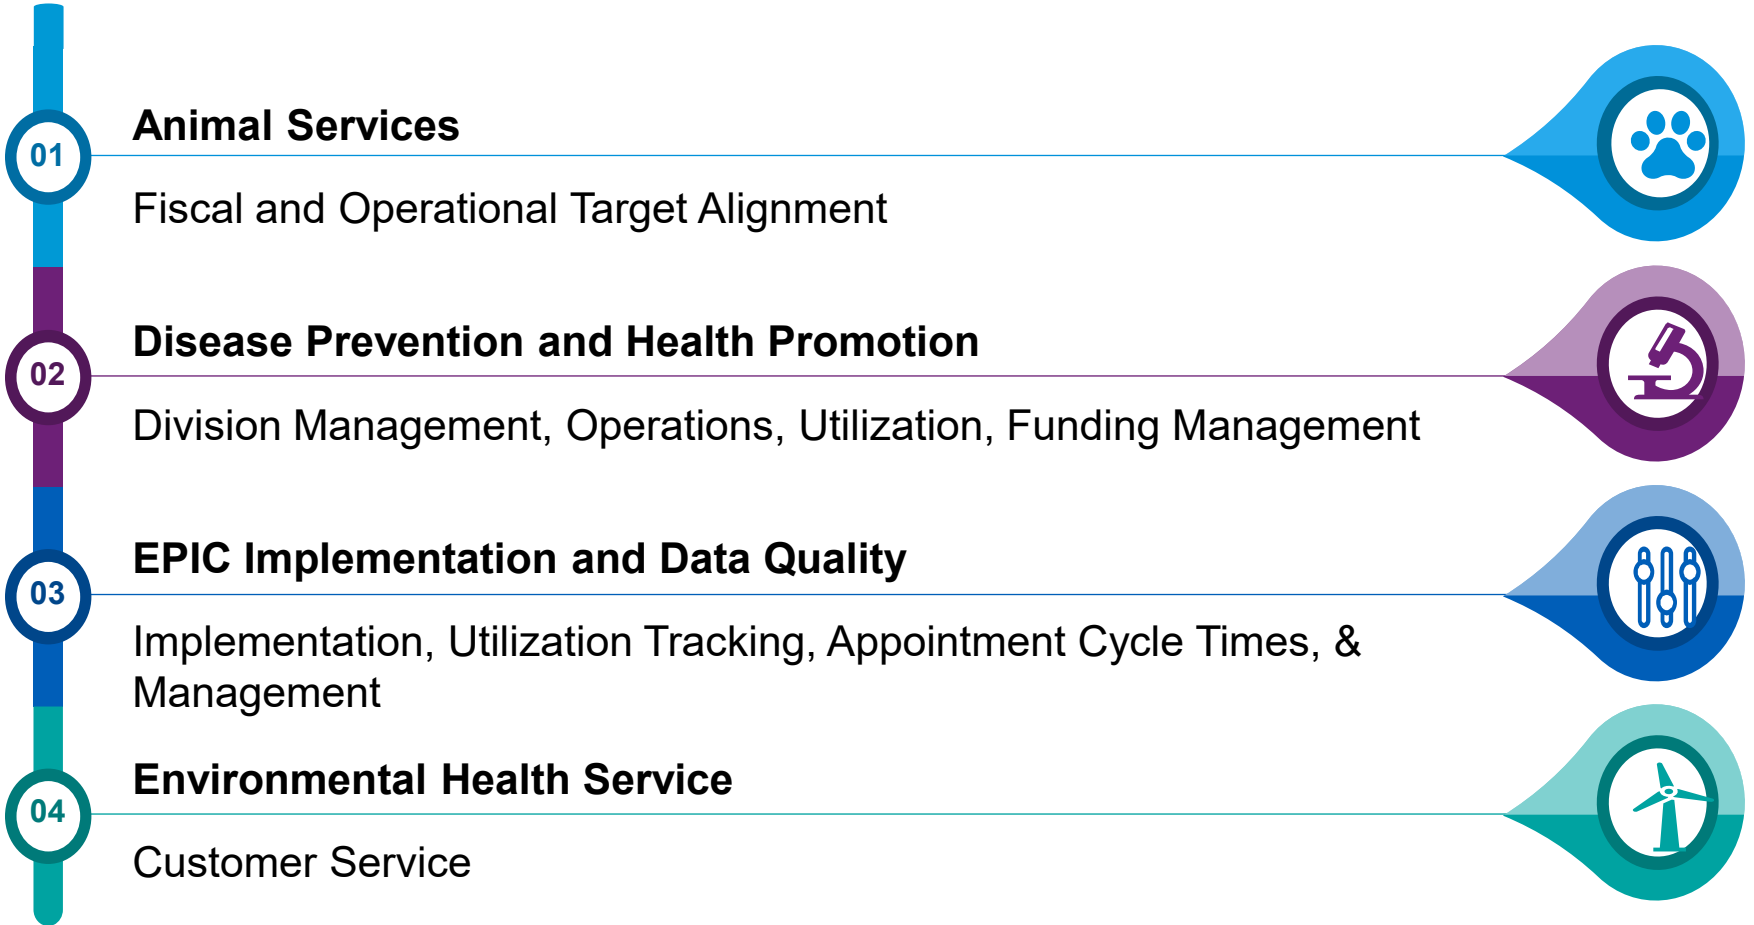 01
Animal Services
Fiscal and Operational Target Alignment
02
Disease Prevention and Health Promotion
Division Management, Operations, Utilization, Funding Management
03
EPIC Implementation and Data Quality
Implementation, Utilization Tracking, Appointment Cycle Times, &
Management
04
Environmental Health Service
Customer Service